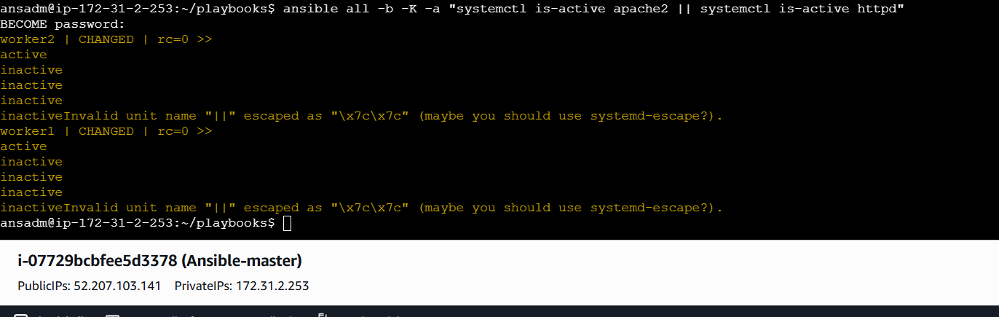 ansadm@ip-172-31-2-253:~/playbooks$ ansible all -b -K -a "systemctl is-active apache2 || systemctl is-active httpd"
BECOME password:
worker2 | CHANGED | rc=0 >>
active
inactive
inactive
inactive
inactiveInvalid unit name "||" escaped as "\x7c\x7c" (maybe you should use systemd-escape?).
worker1 | CHANGED | rc=0 >>
active
inactive
inactive
inactive
inactiveInvalid unit name "||" escaped as "\x7c\x7c" (maybe you should use systemd-escape?).
ansadm@ip-172-31-2-253:~/playbooks$
i-07729bcbfee5d3378 (Ansible-master)
PublicIPs: 52.207.103.141 PrivateIPs: 172.31.2.253